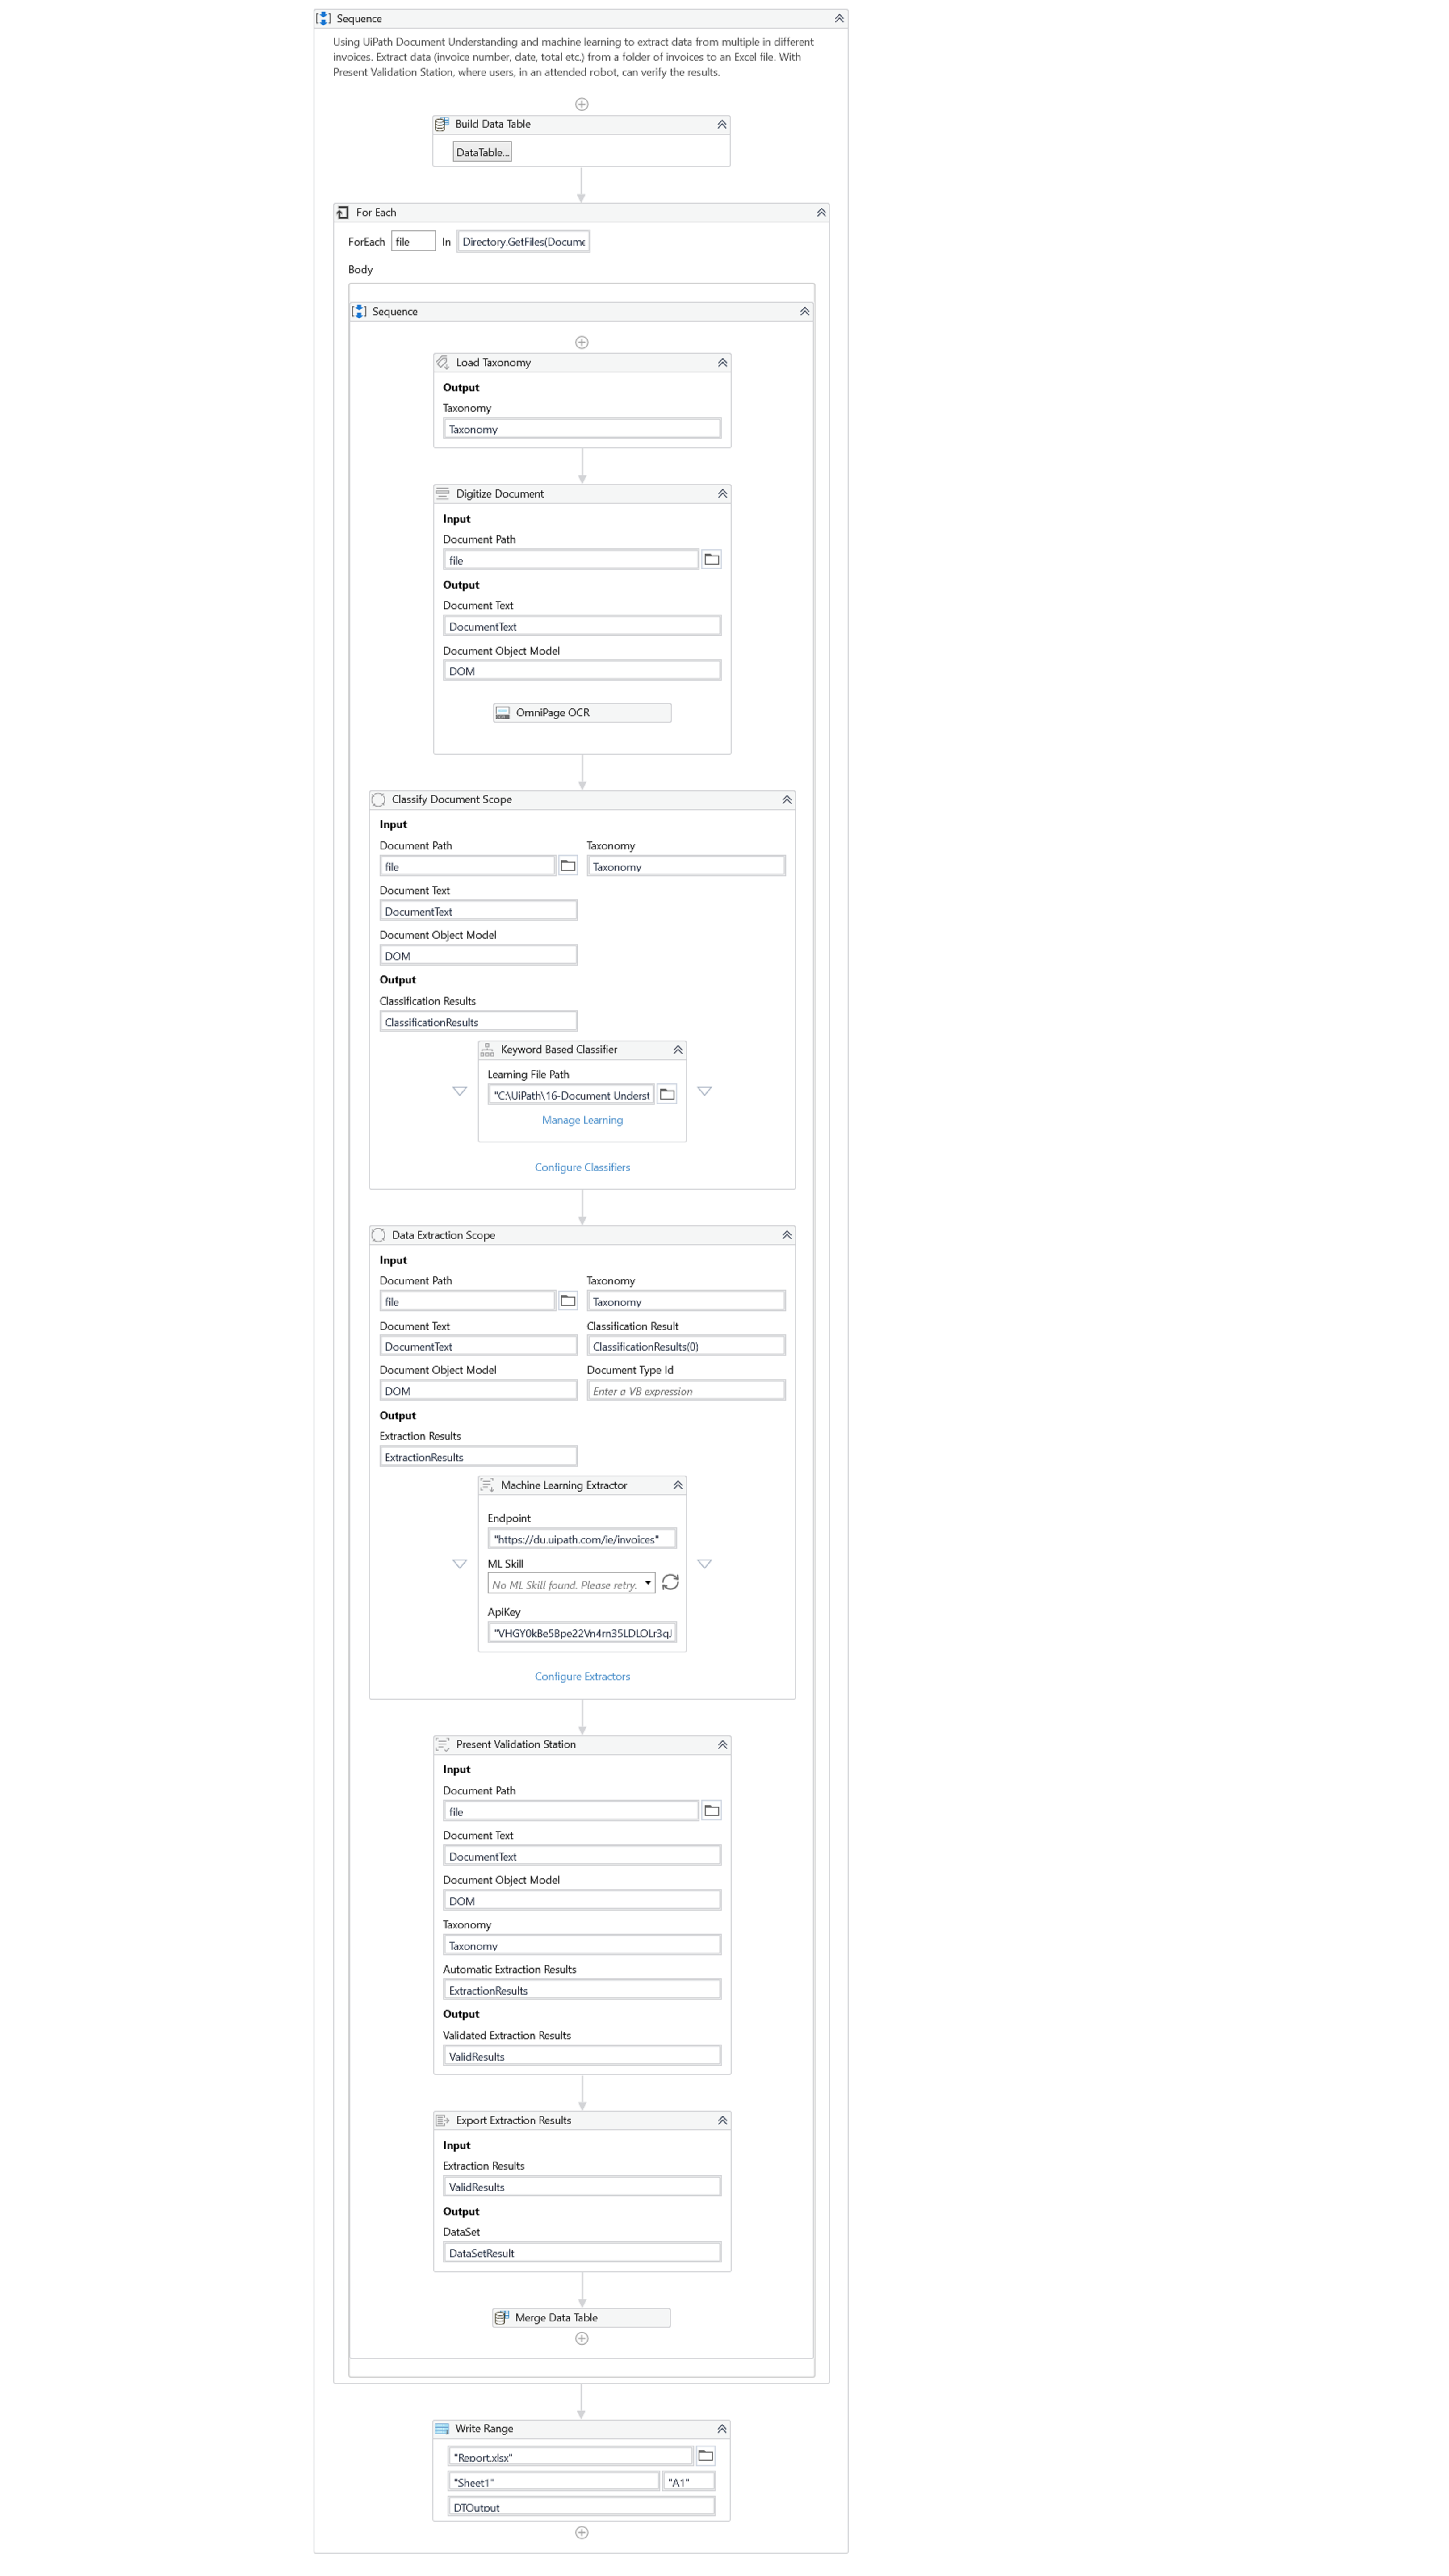 Sequence
Using UiPath Document Understanding and machine learning to extract data from multiple in different
invoices. Extract data (invoice number, date, total etc.) from a folder of invoices to an Excel file. With
Present Validation Station, where users, in an attended robot, can verify the results.
Build Data Table
DataTable...
For Each
ForEach file In Directory.GetFiles(Docume
Body
Sequence
Load Taxonomy
Output
Taxonomy
Taxonomy
Digitize Document
Input
Document Path
file
Output
Document Text
DocumentText
Document Object Model
DOM
OmniPage OCR
Classify Document Scope
Input
Document Path Taxonomy
file Taxonomy
Document Text
DocumentText
Document Object Model
DOM
Output
Classification Results
ClassificationResults
Keyword Based Classifier
Learning File Path
"C:\UiPath\16-Document Underst
Manage Learning
Configure Classifiers
Data Extraction Scope
Input
Document Path Taxonomy
file Taxonomy
Document Text Classification Result
DocumentText ClassificationResults(0)
Document Object Model Document Type Id
DOM Enter a VB expression
Output
Extraction Results
ExtractionResults
Machine Learning Extractor
Endpoint
"https://du.uipath.com/ie/invoices"
ML Skill
No ML Skill found. Please retry.
ApiKey
Configure Extractors
Present Validation Station
Input
Document Path
file
Document Text
DocumentText
Document Object Model
DOM
Taxonomy
Taxonomy
Automatic Extraction Results
ExtractionResults
Output
Validated Extraction Results
ValidResults
Export Extraction Results
Input
Extraction Results
ValidResults
Output
DataSet
DataSetResult
Merge Data Table
Write Range
"Report.xlsx"
"Sheet1" "A1"
DTOutput